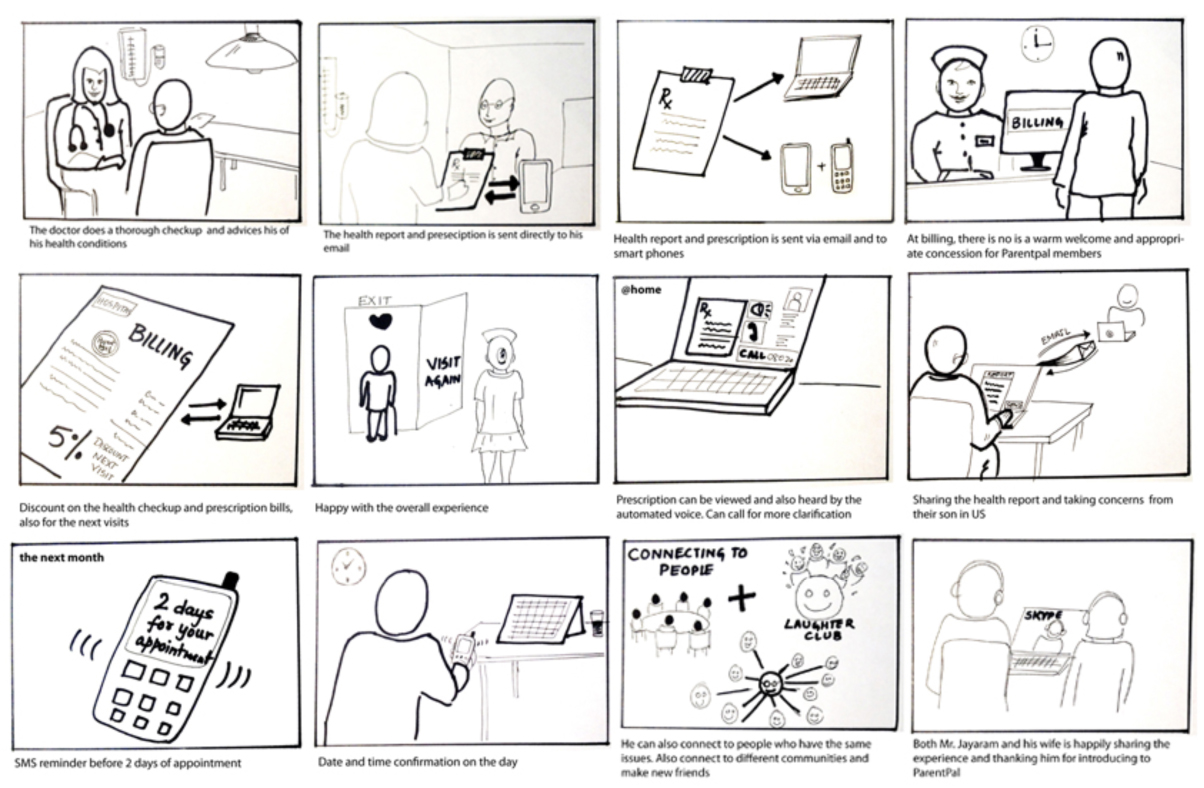 The doctor does a thorough checkup and advices his of
his health conditions
Rx
The health report and preseciption is sent directly to his
email
Rx
Health report and prescription is sent via email and to
smart phones
BILLING
At billing, there is no is a warm welcome and appropri-
ate concession for Parentpal members
HOSPITAL
BILLING
5%
DISCOUNT
NEXT
VISIT
Discount on the health checkup and prescription bills,
also for the next visits
EXIT
VISIT
AGAIN
Happy with the overall experience
@home
Rx
CALL
Prescription can be viewed and also heard by the
automated voice. Can call for more clarification
EMAIL
REPORT
Sharing the health report and taking concerns from
their son in US
the next month
2 days
for your
appointment
SMS reminder before 2 days of appointment
Date and time confirmation on the day
CONNECTING TO
PEOPLE
+
LAUGHTER
CLUB
He can also connect to people who have the same
issues. Also connect to different communities and
make new friends
SKYPE
Both Mr. Jayaram and his wife is happily sharing the
experience and thanking him for introducing to
ParentPal